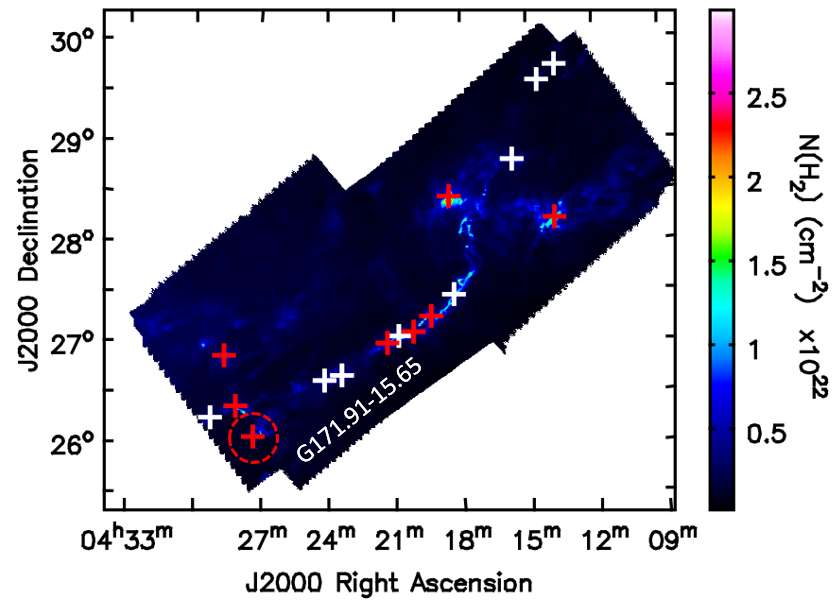 30°
29°
28°
27°
26°
J2000 Declination
04ʰ33ᵐ 27ᵐ 24ᵐ 21ᵐ 18ᵐ 15ᵐ 12ᵐ 09ᵐ
J2000 Right Ascension
G171.91-15.65
2.5
2
1.5
1
0.5
N(H₂) (cm⁻²) x10²²